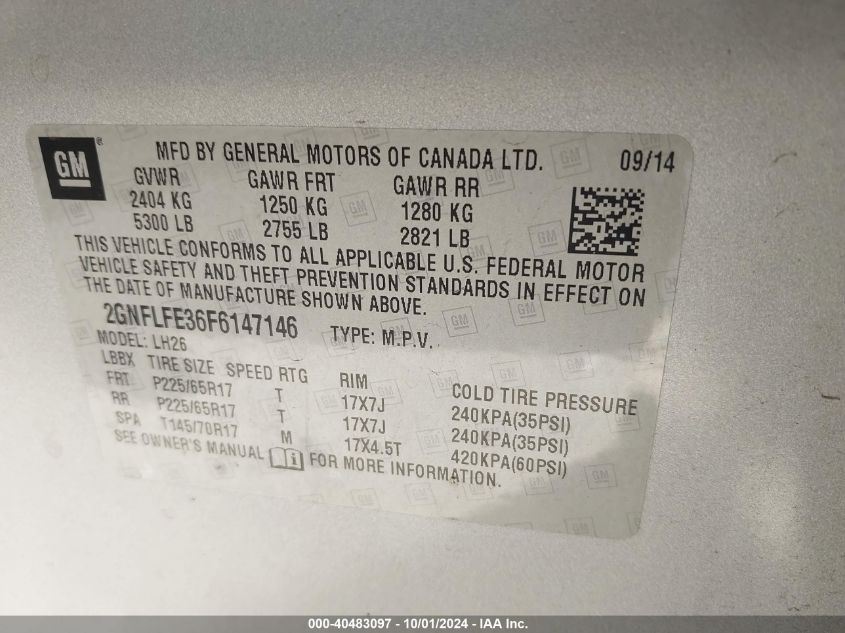 GM
MFD BY GENERAL MOTORS OF CANADA LTD. 09/14
GVWR GAWR FRT GAWR RR
2404 KG 1250 KG 1280 KG
5300 LB 2755 LB 2821 LB
THIS VEHICLE CONFORMS TO ALL APPLICABLE U.S. FEDERAL MOTOR
VEHICLE SAFETY AND THEFT PREVENTION STANDARDS IN EFFECT ON
THE DATE OF MANUFACTURE SHOWN ABOVE.
2GNFLFE36F6147146 TYPE: M.P.V.
MODEL: LH26
LBBX TIRE SIZE SPEED RTG RIM COLD TIRE PRESSURE
FRT P225/65R17 T 17X7J 240KPA(35PSI)
RR P225/65R17 T 17X7J 240KPA(35PSI)
SPA T145/70R17 M 17X4.5T 420KPA(60PSI)
SEE OWNER'S MANUAL FOR MORE INFORMATION.
000-40483097 - 10/01/2024 - IAA Inc.